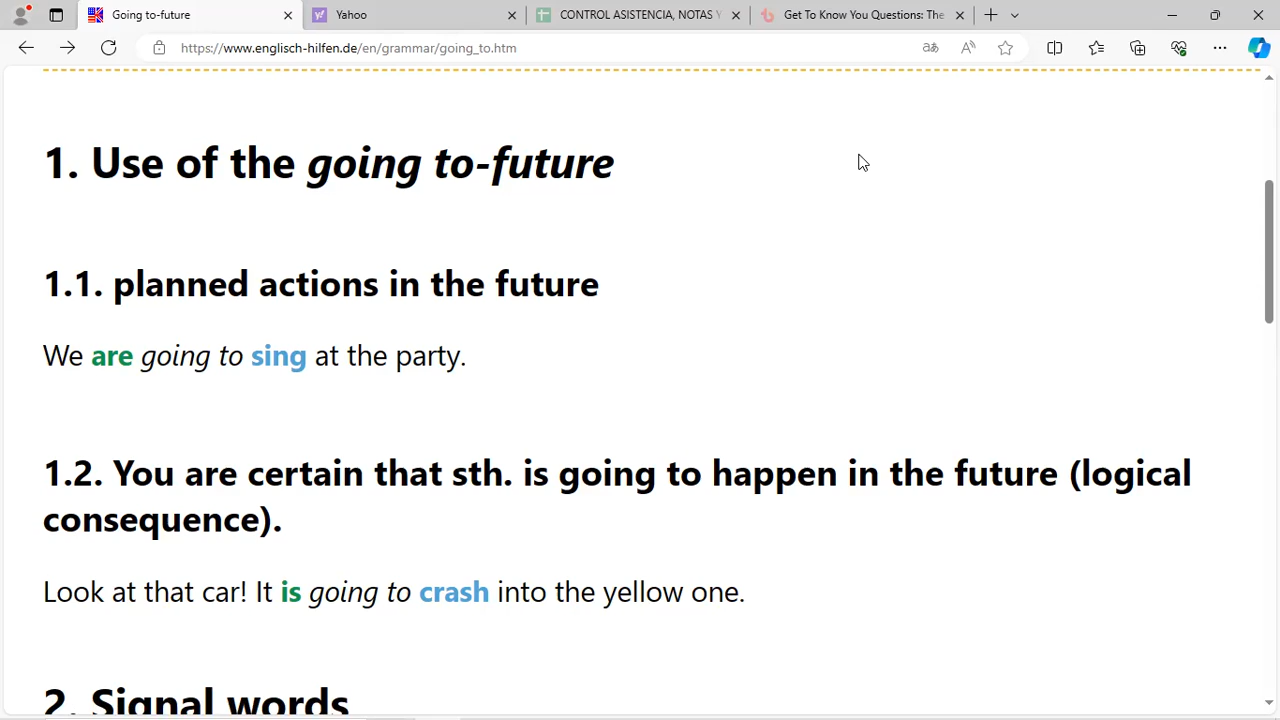 Going to-future
Yahoo
CONTROL ASISTENCIA, NOTAS Y
Get To Know You Questions: The
https://www.englisch-hilfen.de/en/grammar/going_to.htm
1. Use of the going to-future
1.1. planned actions in the future
We are going to sing at the party.
1.2. You are certain that sth. is going to happen in the future (logical
consequence).
Look at that car! It is going to crash into the yellow one.
2. Signal words